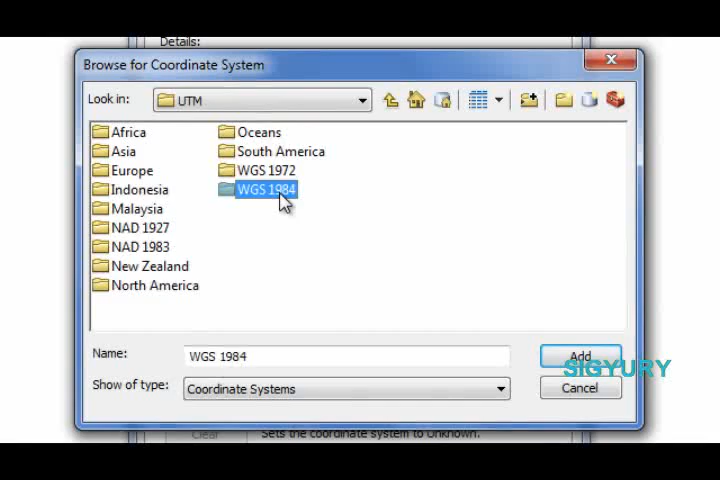 Details:
Browse for Coordinate System
Look in: UTM
Africa
Asia
Europe
Indonesia
Malaysia
NAD 1927
NAD 1983
New Zealand
North America
Oceans
South America
WGS 1972
WGS 1984
Name: WGS 1984 Add
SIGYURY
Show of type: Coordinate Systems Cancel
Clear Sets the coordinate system to Unknown.